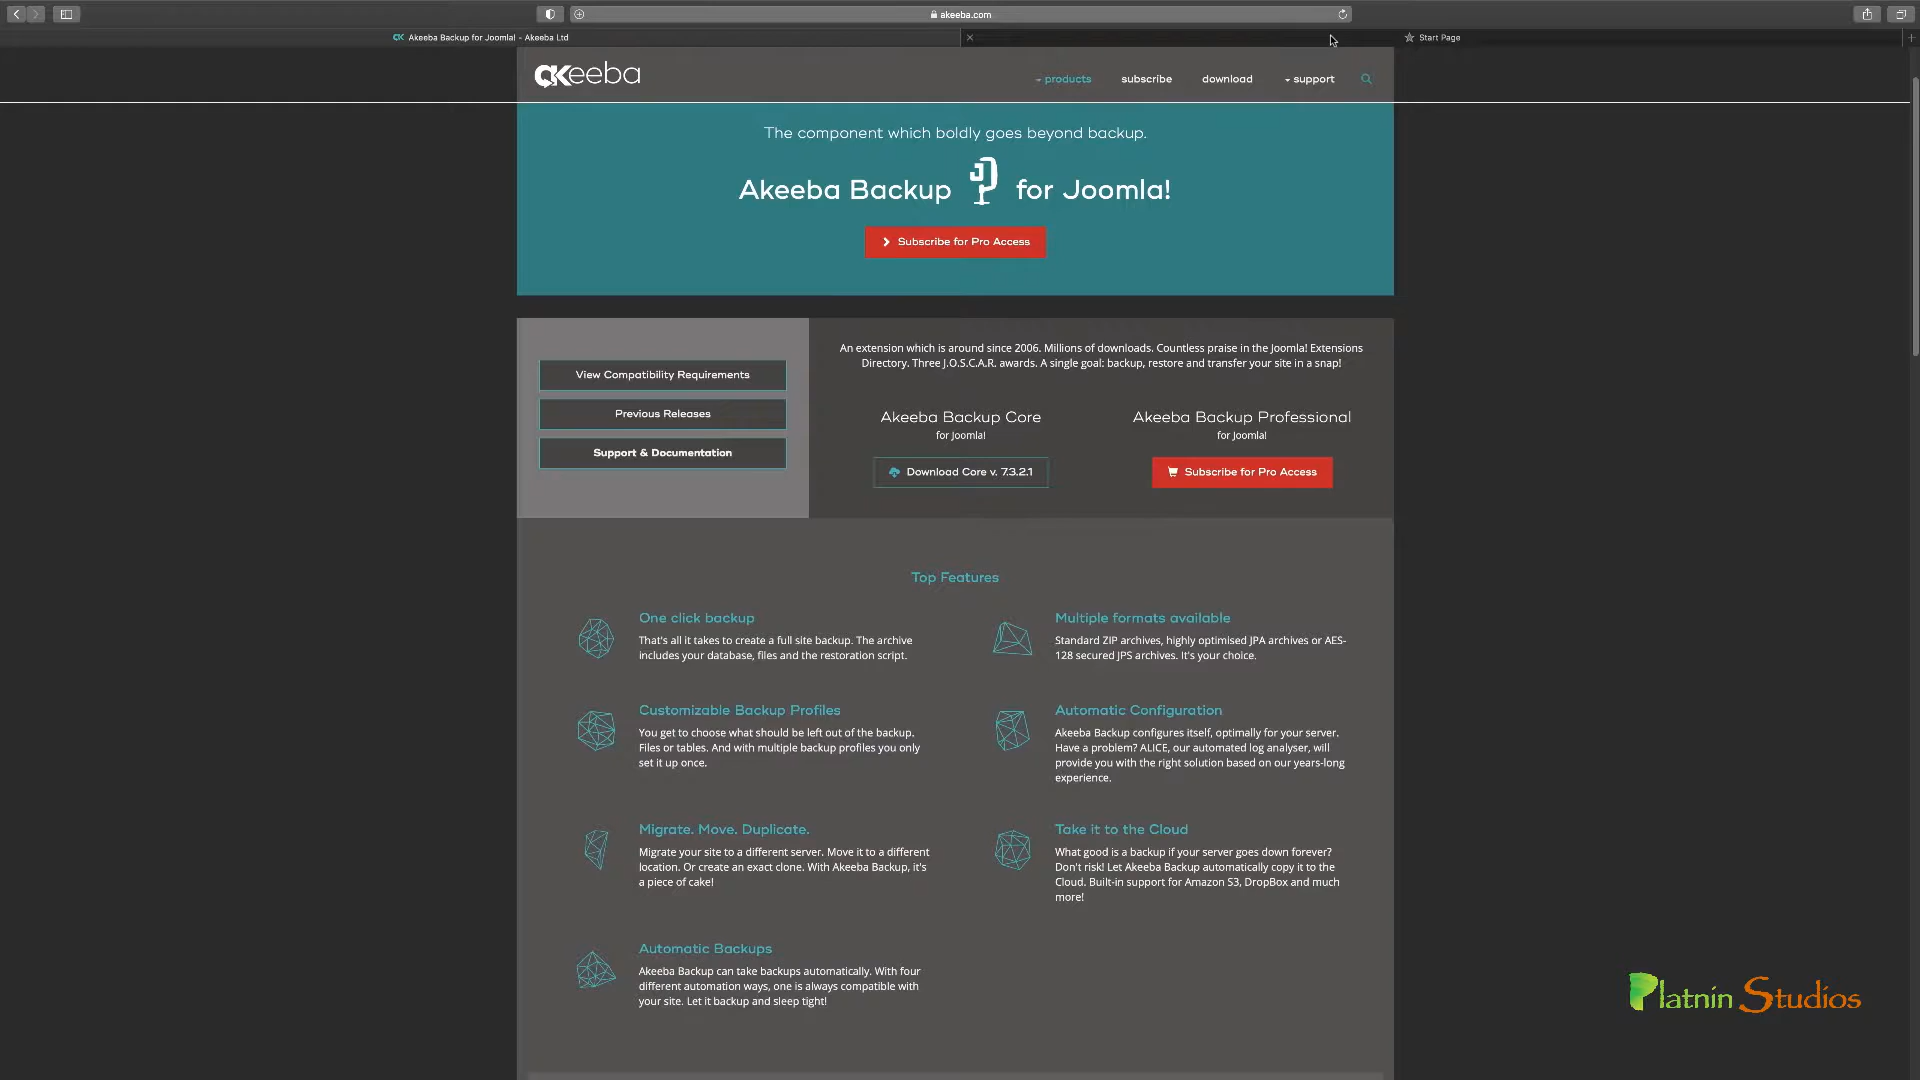 akeeba.com
Akeeba Backup for Joomla! - Akeeba Ltd
Start Page
akeeba
products
subscribe
download
support
The component which boldly goes beyond backup.
Akeeba Backup for Joomla!
Subscribe for Pro Access
View Compatibility Requirements
Previous Releases
Support & Documentation
An extension which is around since 2006. Millions of downloads. Countless praise in the Joomla! Extensions
Directory. Three J.O.S.C.A.R. awards. A single goal: backup, restore and transfer your site in a snap!
Akeeba Backup Core
for Joomla!
Download Core v. 7.3.2.1
Akeeba Backup Professional
for Joomla!
Subscribe for Pro Access
Top Features
One click backup
That's all it takes to create a full site backup. The archive
includes your database, files and the restoration script.
Multiple formats available
Standard ZIP archives, highly optimised JPA archives or AES-
128 secured JPS archives. It's your choice.
Customizable Backup Profiles
You get to choose what should be left out of the backup.
Files or tables. And with multiple backup profiles you only
set it up once.
Automatic Configuration
Akeeba Backup configures itself, optimally for your server.
Have a problem? ALICE, our automated log analyser, will
provide you with the right solution based on our years-long
experience.
Migrate. Move. Duplicate.
Migrate your site to a different server. Move it to a different
location. Or create an exact clone. With Akeeba Backup, it's
a piece of cake!
Take it to the Cloud
What good is a backup if your server goes down forever?
Don't risk! Let Akeeba Backup automatically copy it to the
Cloud. Built-in support for Amazon S3, DropBox and much
more!
Automatic Backups
Akeeba Backup can take backups automatically. With four
different automation ways, one is always compatible with
your site. Let it backup and sleep tight!
Platnin Studios